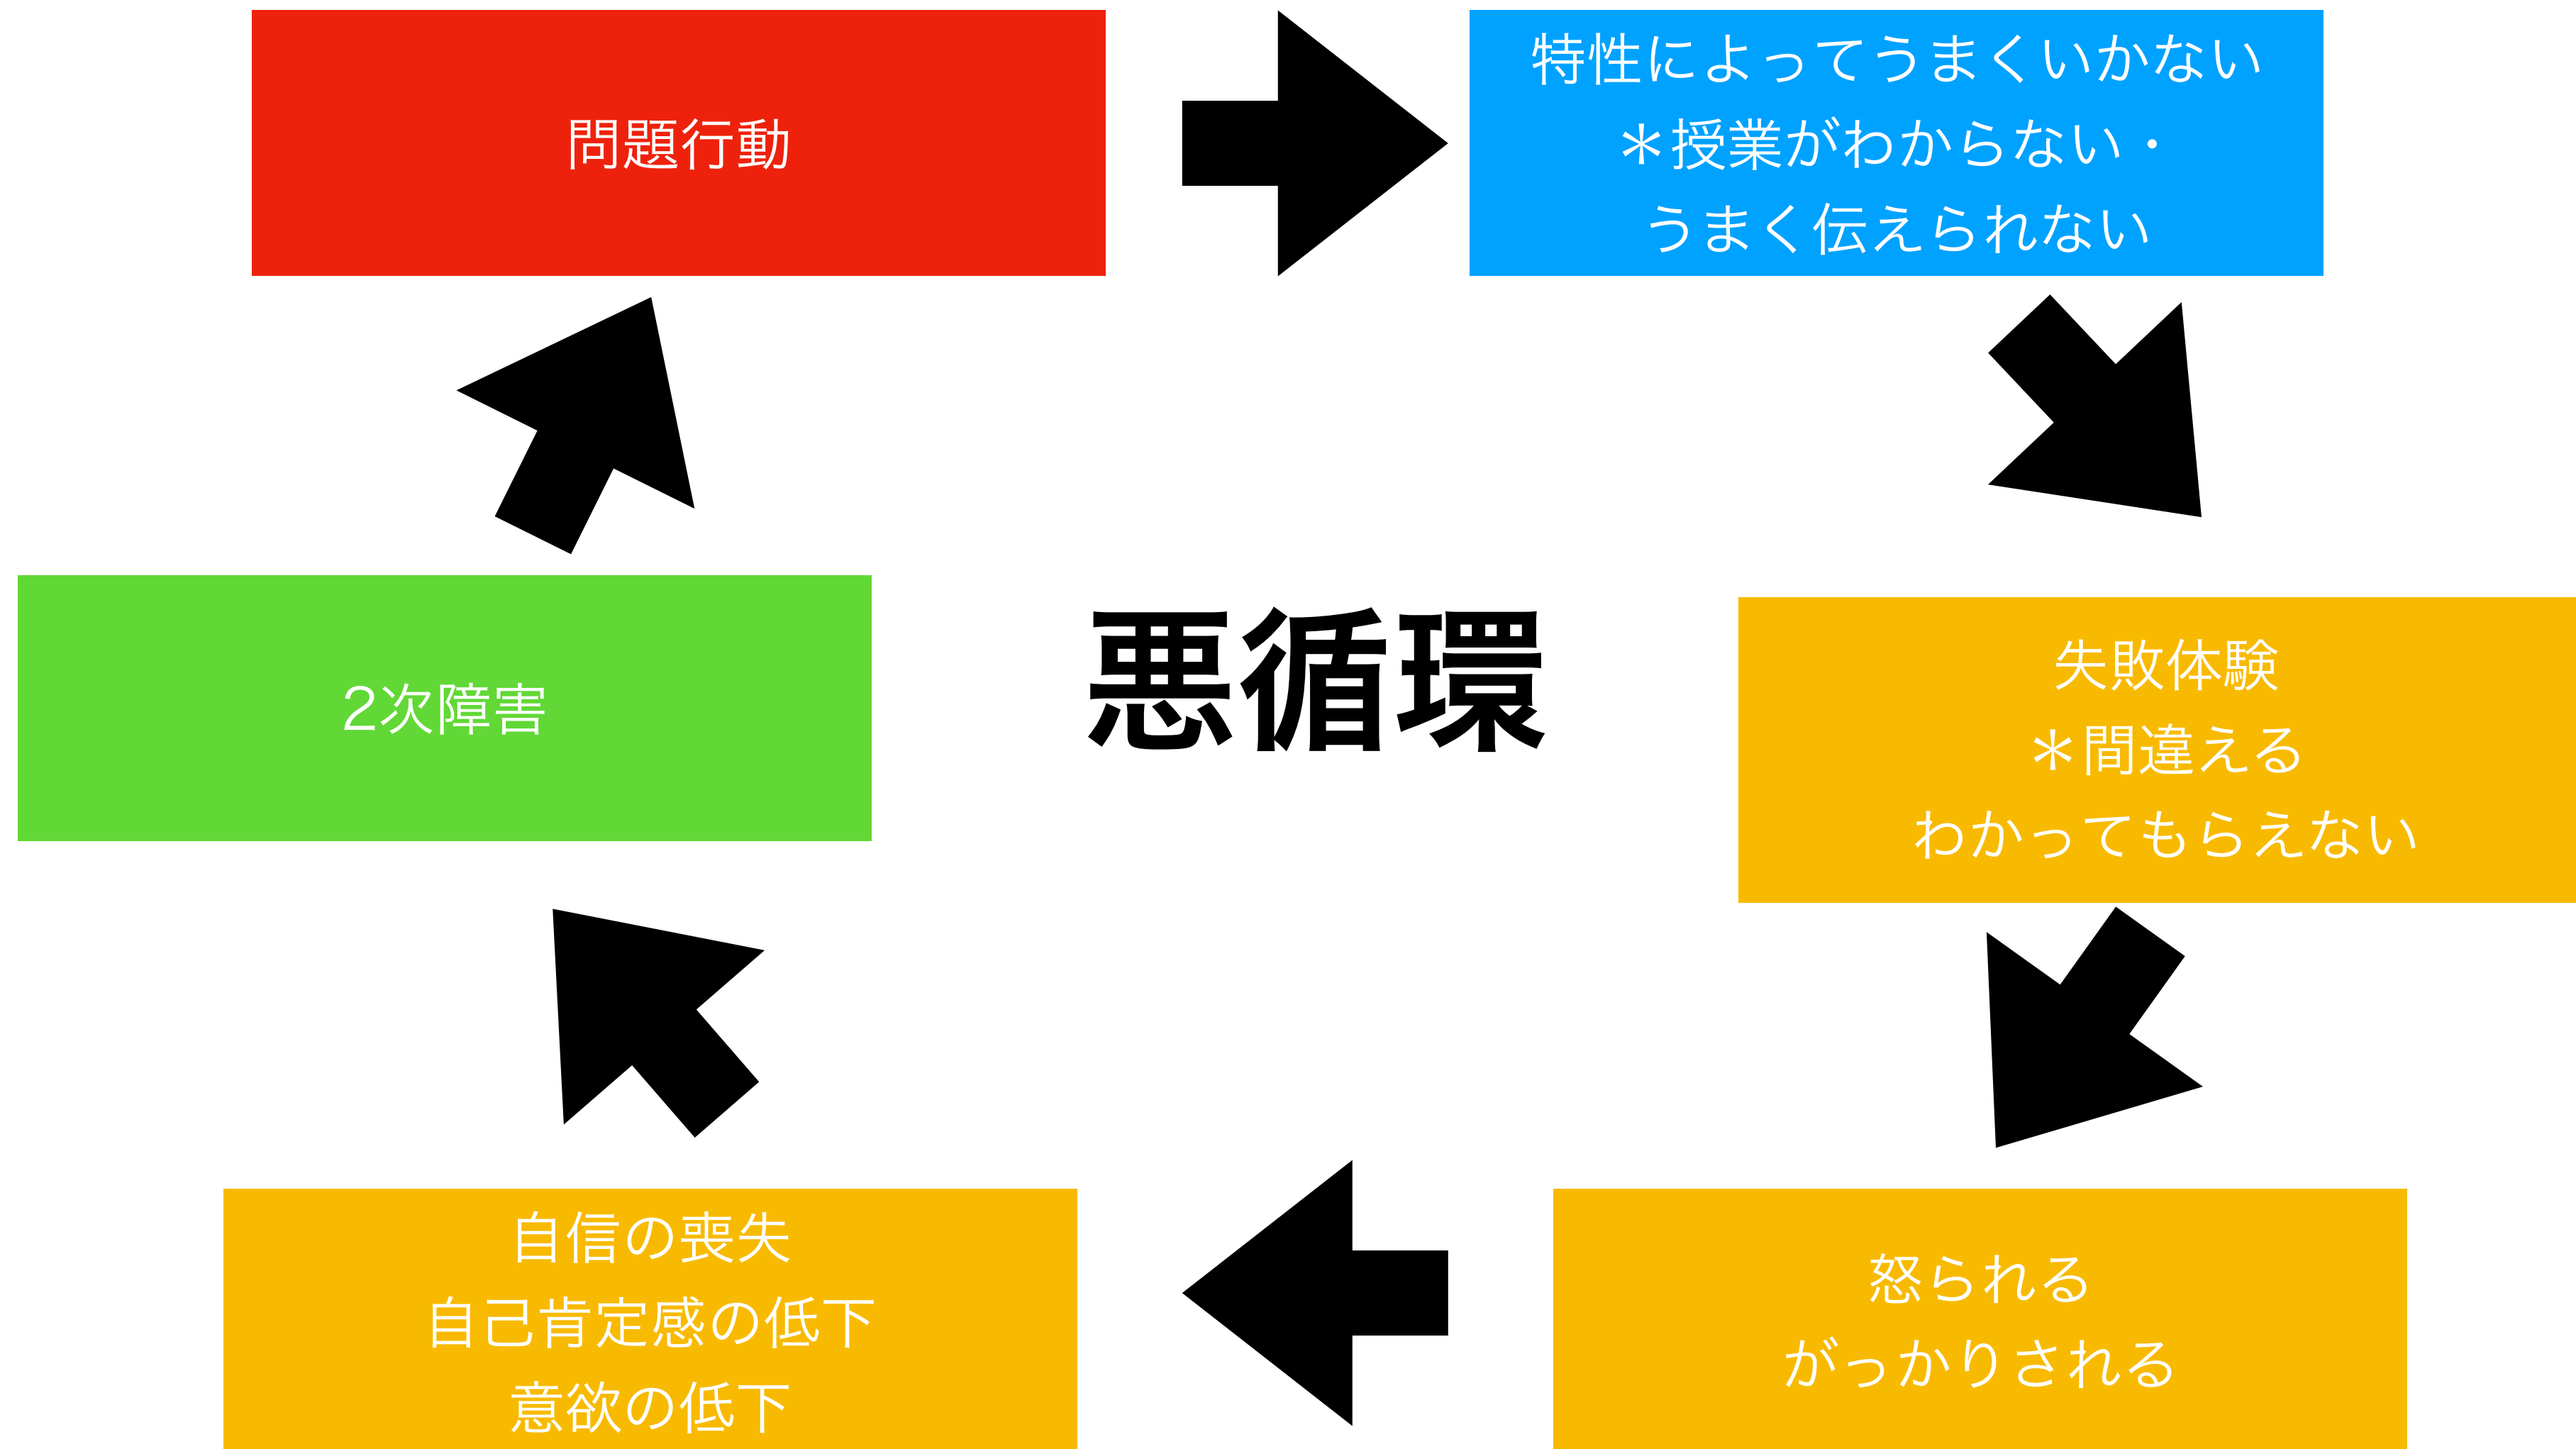 問題行動
特性によってうまくいかない
＊授業がわからない・
うまく伝えられない
2次障害
悪循環
失敗体験
＊間違える
わかってもらえない
自信の喪失
自己肯定感の低下
意欲の低下
怒られる
がっかりされる